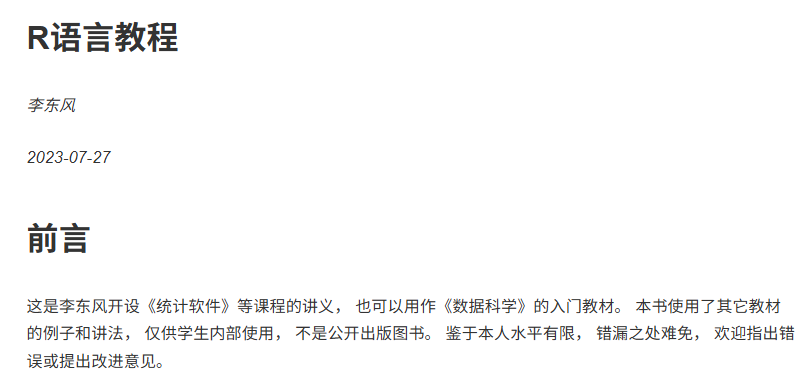 R语言教程
李东风
2023-07-27
前言
这是李东风开设《统计软件》等课程的讲义， 也可以用作《数据科学》的入门教材。 本书使用了其它教材
的例子和讲法， 仅供学生内部使用， 不是公开出版图书。 鉴于本人水平有限， 错漏之处难免， 欢迎指出错
误或提出改进意见。